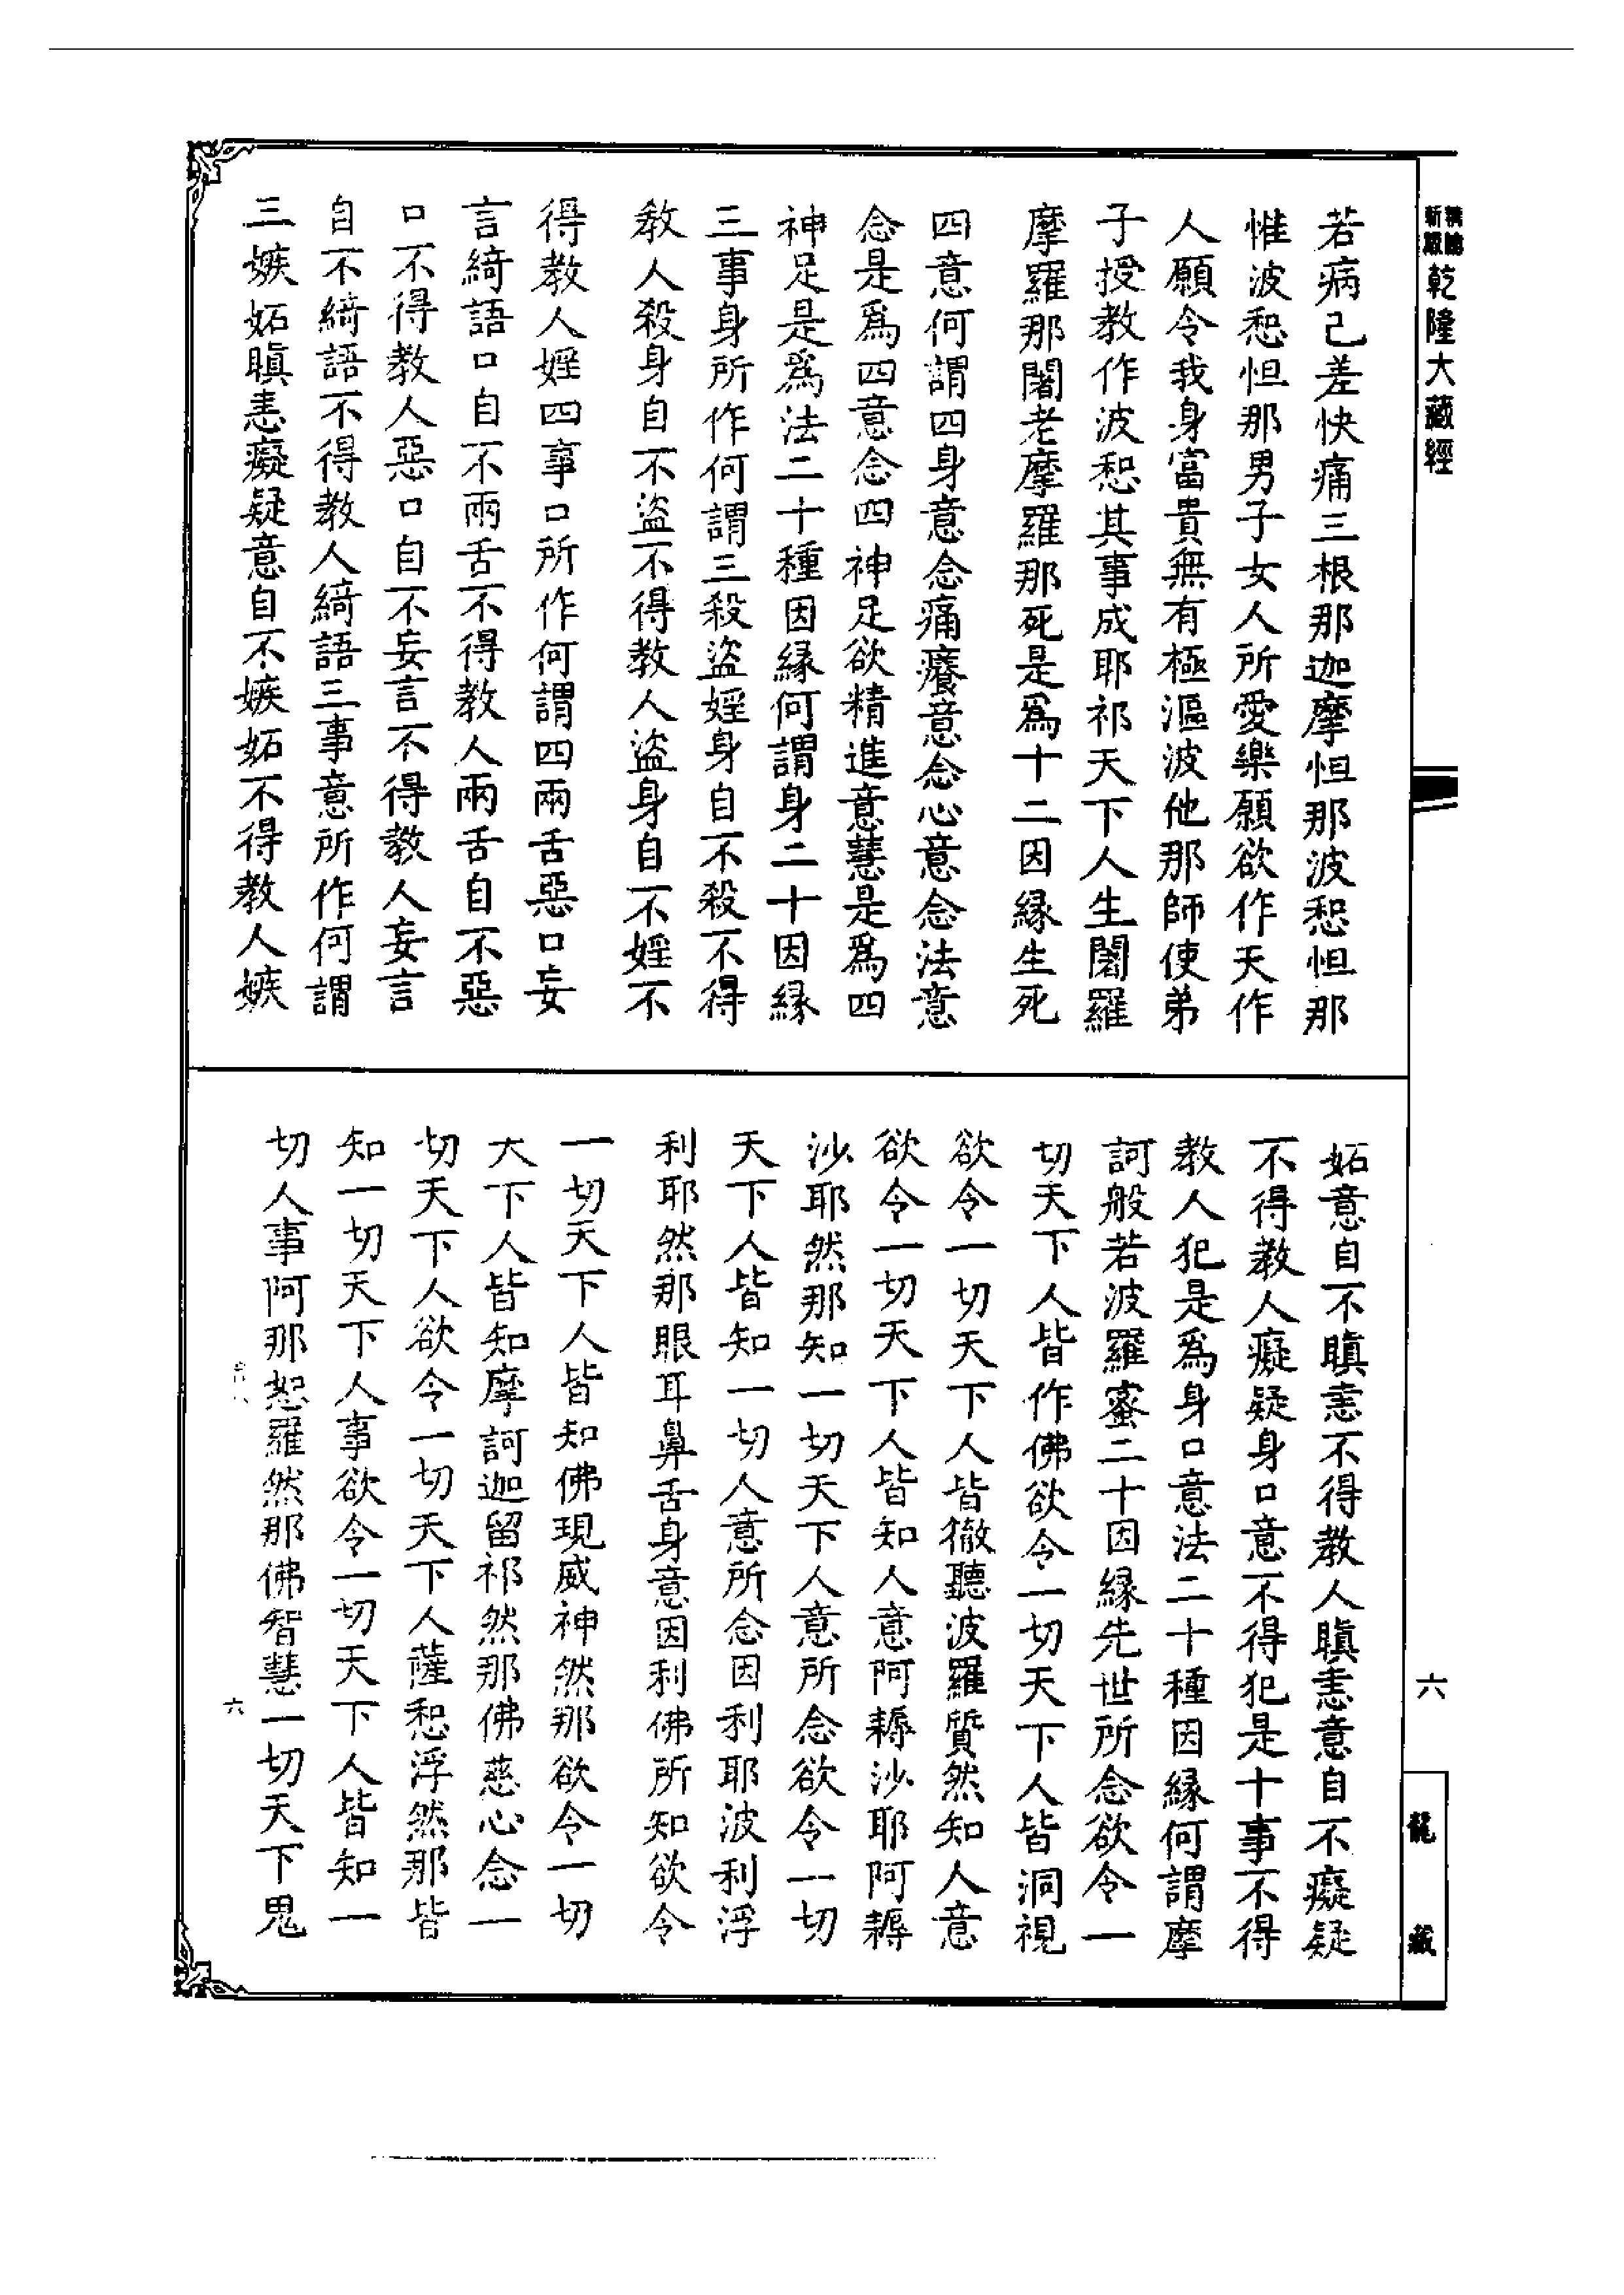 乾隆大藏經
若病已差快痛三根那迦摩怛那波惒怛那
惟波惒怛那男子女人所愛樂願欲作天作
人願令我身富貴無有極漚波他那師使弟
子授教作波惒其事成耶祁天下人生闍羅
摩羅那闍老摩羅那死是爲十二因緣生死
四意何謂四身意念痛癢意念心意念法意
念是爲四意念四神足欲精進意慧是爲四
神足是爲法二十種因緣何謂身二十因緣
三事身所作何謂三殺盜婬身自不殺不得
教人殺身自不盜不得教人盜身自不婬不
得教人婬四事口所作何謂四兩舌惡口妄
言綺語口自不兩舌不得教人兩舌自不惡
口不得教人惡口自不妄言不得教人妄言
自不綺語不得教人綺語三事意所作何謂
三嫉妬瞋恚癡疑意自不嫉妬不得教人嫉
妬意自不瞋恚不得教人瞋恚意自不癡疑
不得教人癡疑身口意不得犯是十事不得
教人犯是爲身口意法二十種因緣何謂摩
訶般若波羅蜜二十因緣先世所念欲令一
切天下人皆作佛欲令一切天下人皆洞視
欲令一切天下人皆徹聽波羅質然知人意
欲令一切天下人皆知人意阿耨沙耶阿耨
沙耶然那知一切天下人意所念欲令一切
天下人皆知一切人意所念因利耶波利浮
利耶然那眼耳鼻舌身意因利佛所知欲令
一切天下人皆知佛現威神然那欲令一切
天下人皆知摩訶迦留祁然那佛慈心念一
切天下人欲令一切天下人薩惒浮然那皆
知一切天下人事欲令一切天下人皆知一
切人事阿那惒羅然那佛智慧一切天下鬼
六
六
龍藏